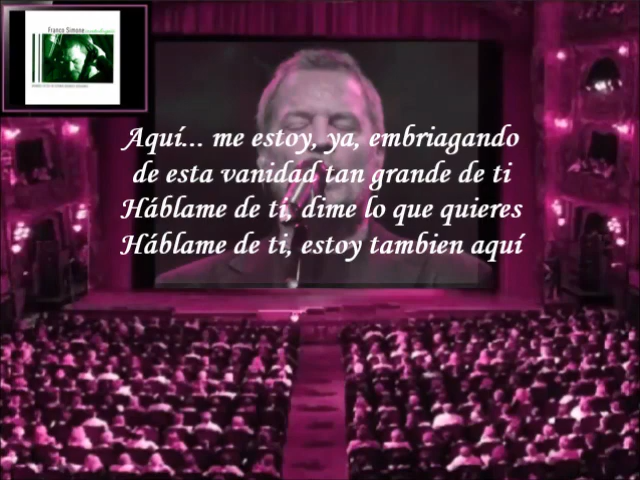 Franco Simone
Aquí... me estoy, ya, embriagando
de esta vanidad tan grande de ti
Háblame de ti, dime lo que quieres
Háblame de ti, estoy tambien aquí